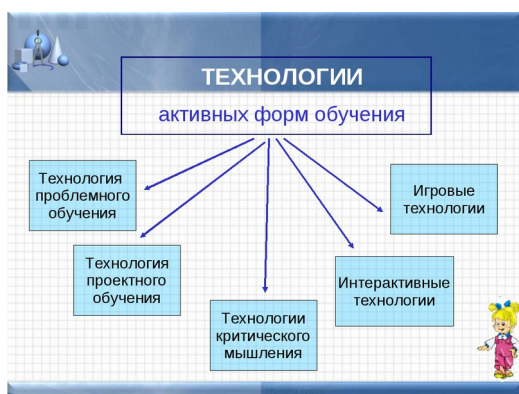 ТЕХНОЛОГИИ
активных форм обучения
Технология
проблемного
обучения
Технология
проектного
обучения
Технологии
критического
мышления
Интерактивные
технологии
Игровые
технологии